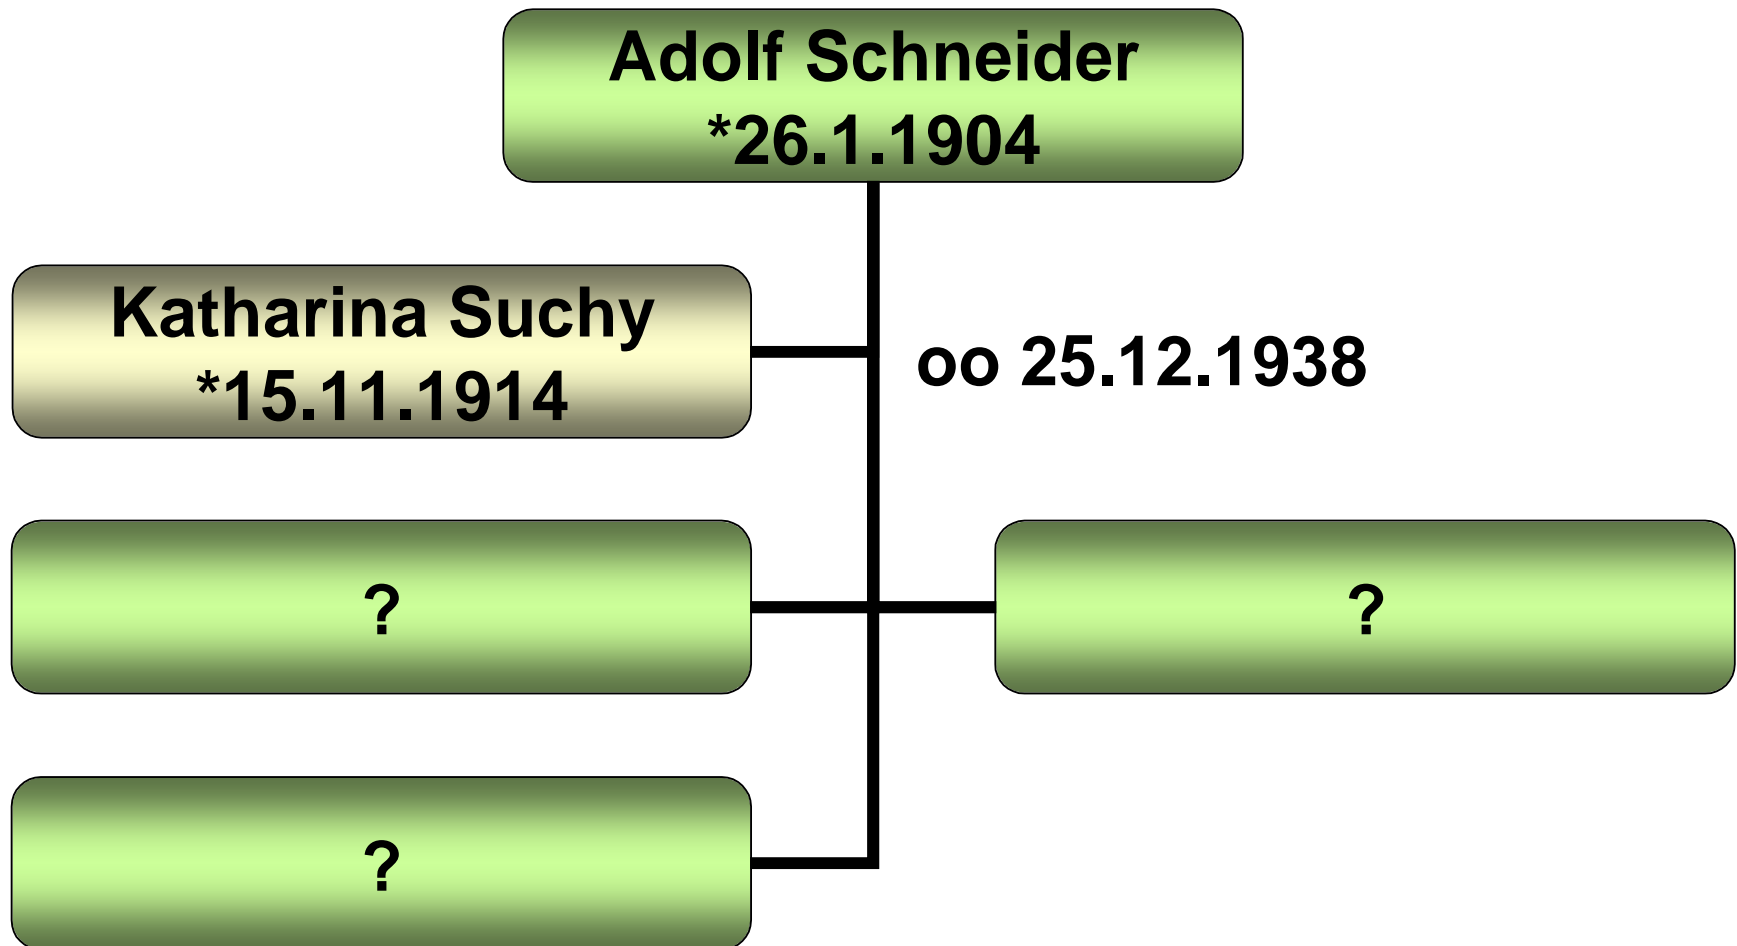 Adolf Schneider
*26.1.1904
Katharina Suchy
*15.11.1914
oo 25.12.1938
?
?
?